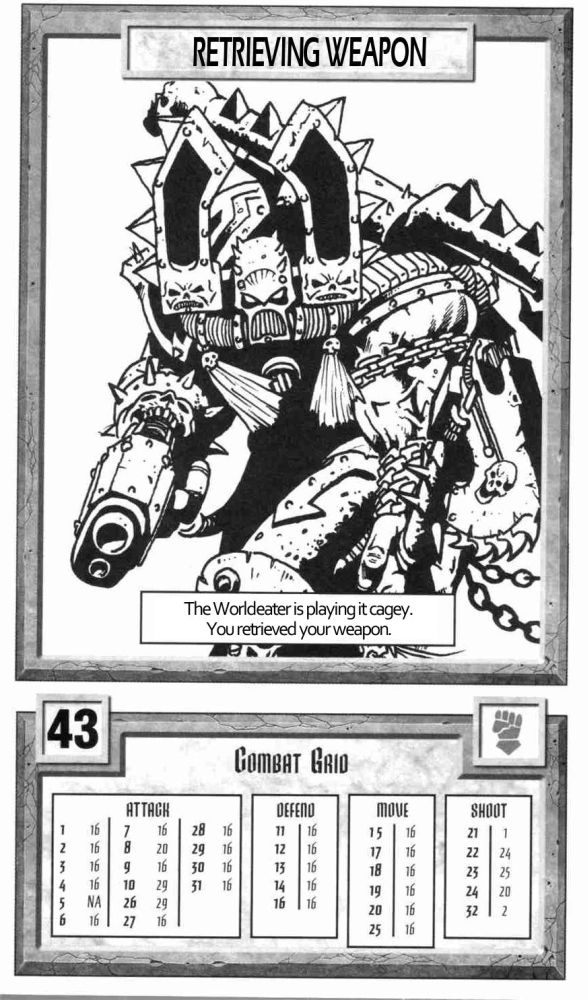 RETRIEVING WEAPON
The Worldeater is playing it cagey.
You retrieved your weapon.
43
COMBAT GRID
ATTACK DEFEND MOVE SHOOT
1 16 7 16 28 16 11 16 15 16 21 1
2 16 8 20 29 16 12 16 17 16 22 24
3 16 9 16 30 16 13 16 18 16 23 25
4 16 10 29 31 16 14 16 19 16 24 20
5 NA 26 29 16 16 20 16 32 2
6 16 27 16 25 16